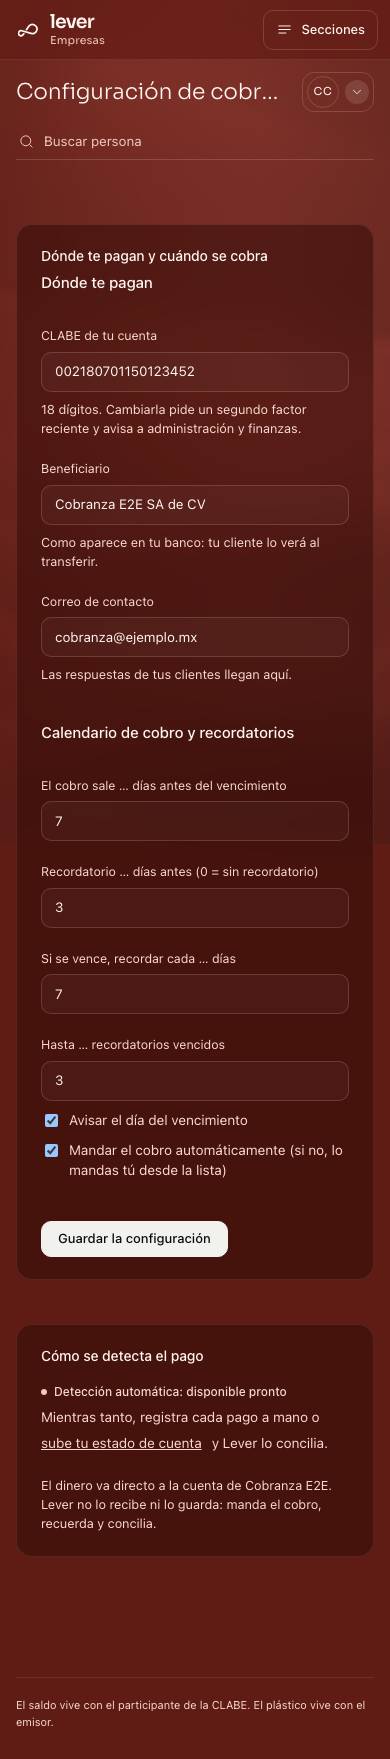 lever
Empresas
Secciones
Configuración de cobr...
CC
Buscar persona
Dónde te pagan y cuándo se cobra
Dónde te pagan
CLABE de tu cuenta
002180701150123452
18 dígitos. Cambiarla pide un segundo factor
reciente y avisa a administración y finanzas.
Beneficiario
Cobranza E2E SA de CV
Como aparece en tu banco: tu cliente lo verá al
transferir.
Correo de contacto
cobranza@ejemplo.mx
Las respuestas de tus clientes llegan aquí.
Calendario de cobro y recordatorios
El cobro sale … días antes del vencimiento
7
Recordatorio … días antes (0 = sin recordatorio)
3
Si se vence, recordar cada … días
7
Hasta … recordatorios vencidos
3
Avisar el día del vencimiento
Mandar el cobro automáticamente (si no, lo
mandas tú desde la lista)
Guardar la configuración
Cómo se detecta el pago
Detección automática: disponible pronto
Mientras tanto, registra cada pago a mano o
sube tu estado de cuenta y Lever lo concilia.
El dinero va directo a la cuenta de Cobranza E2E.
Lever no lo recibe ni lo guarda: manda el cobro,
recuerda y concilia.
El saldo vive con el participante de la CLABE. El plástico vive con el
emisor.